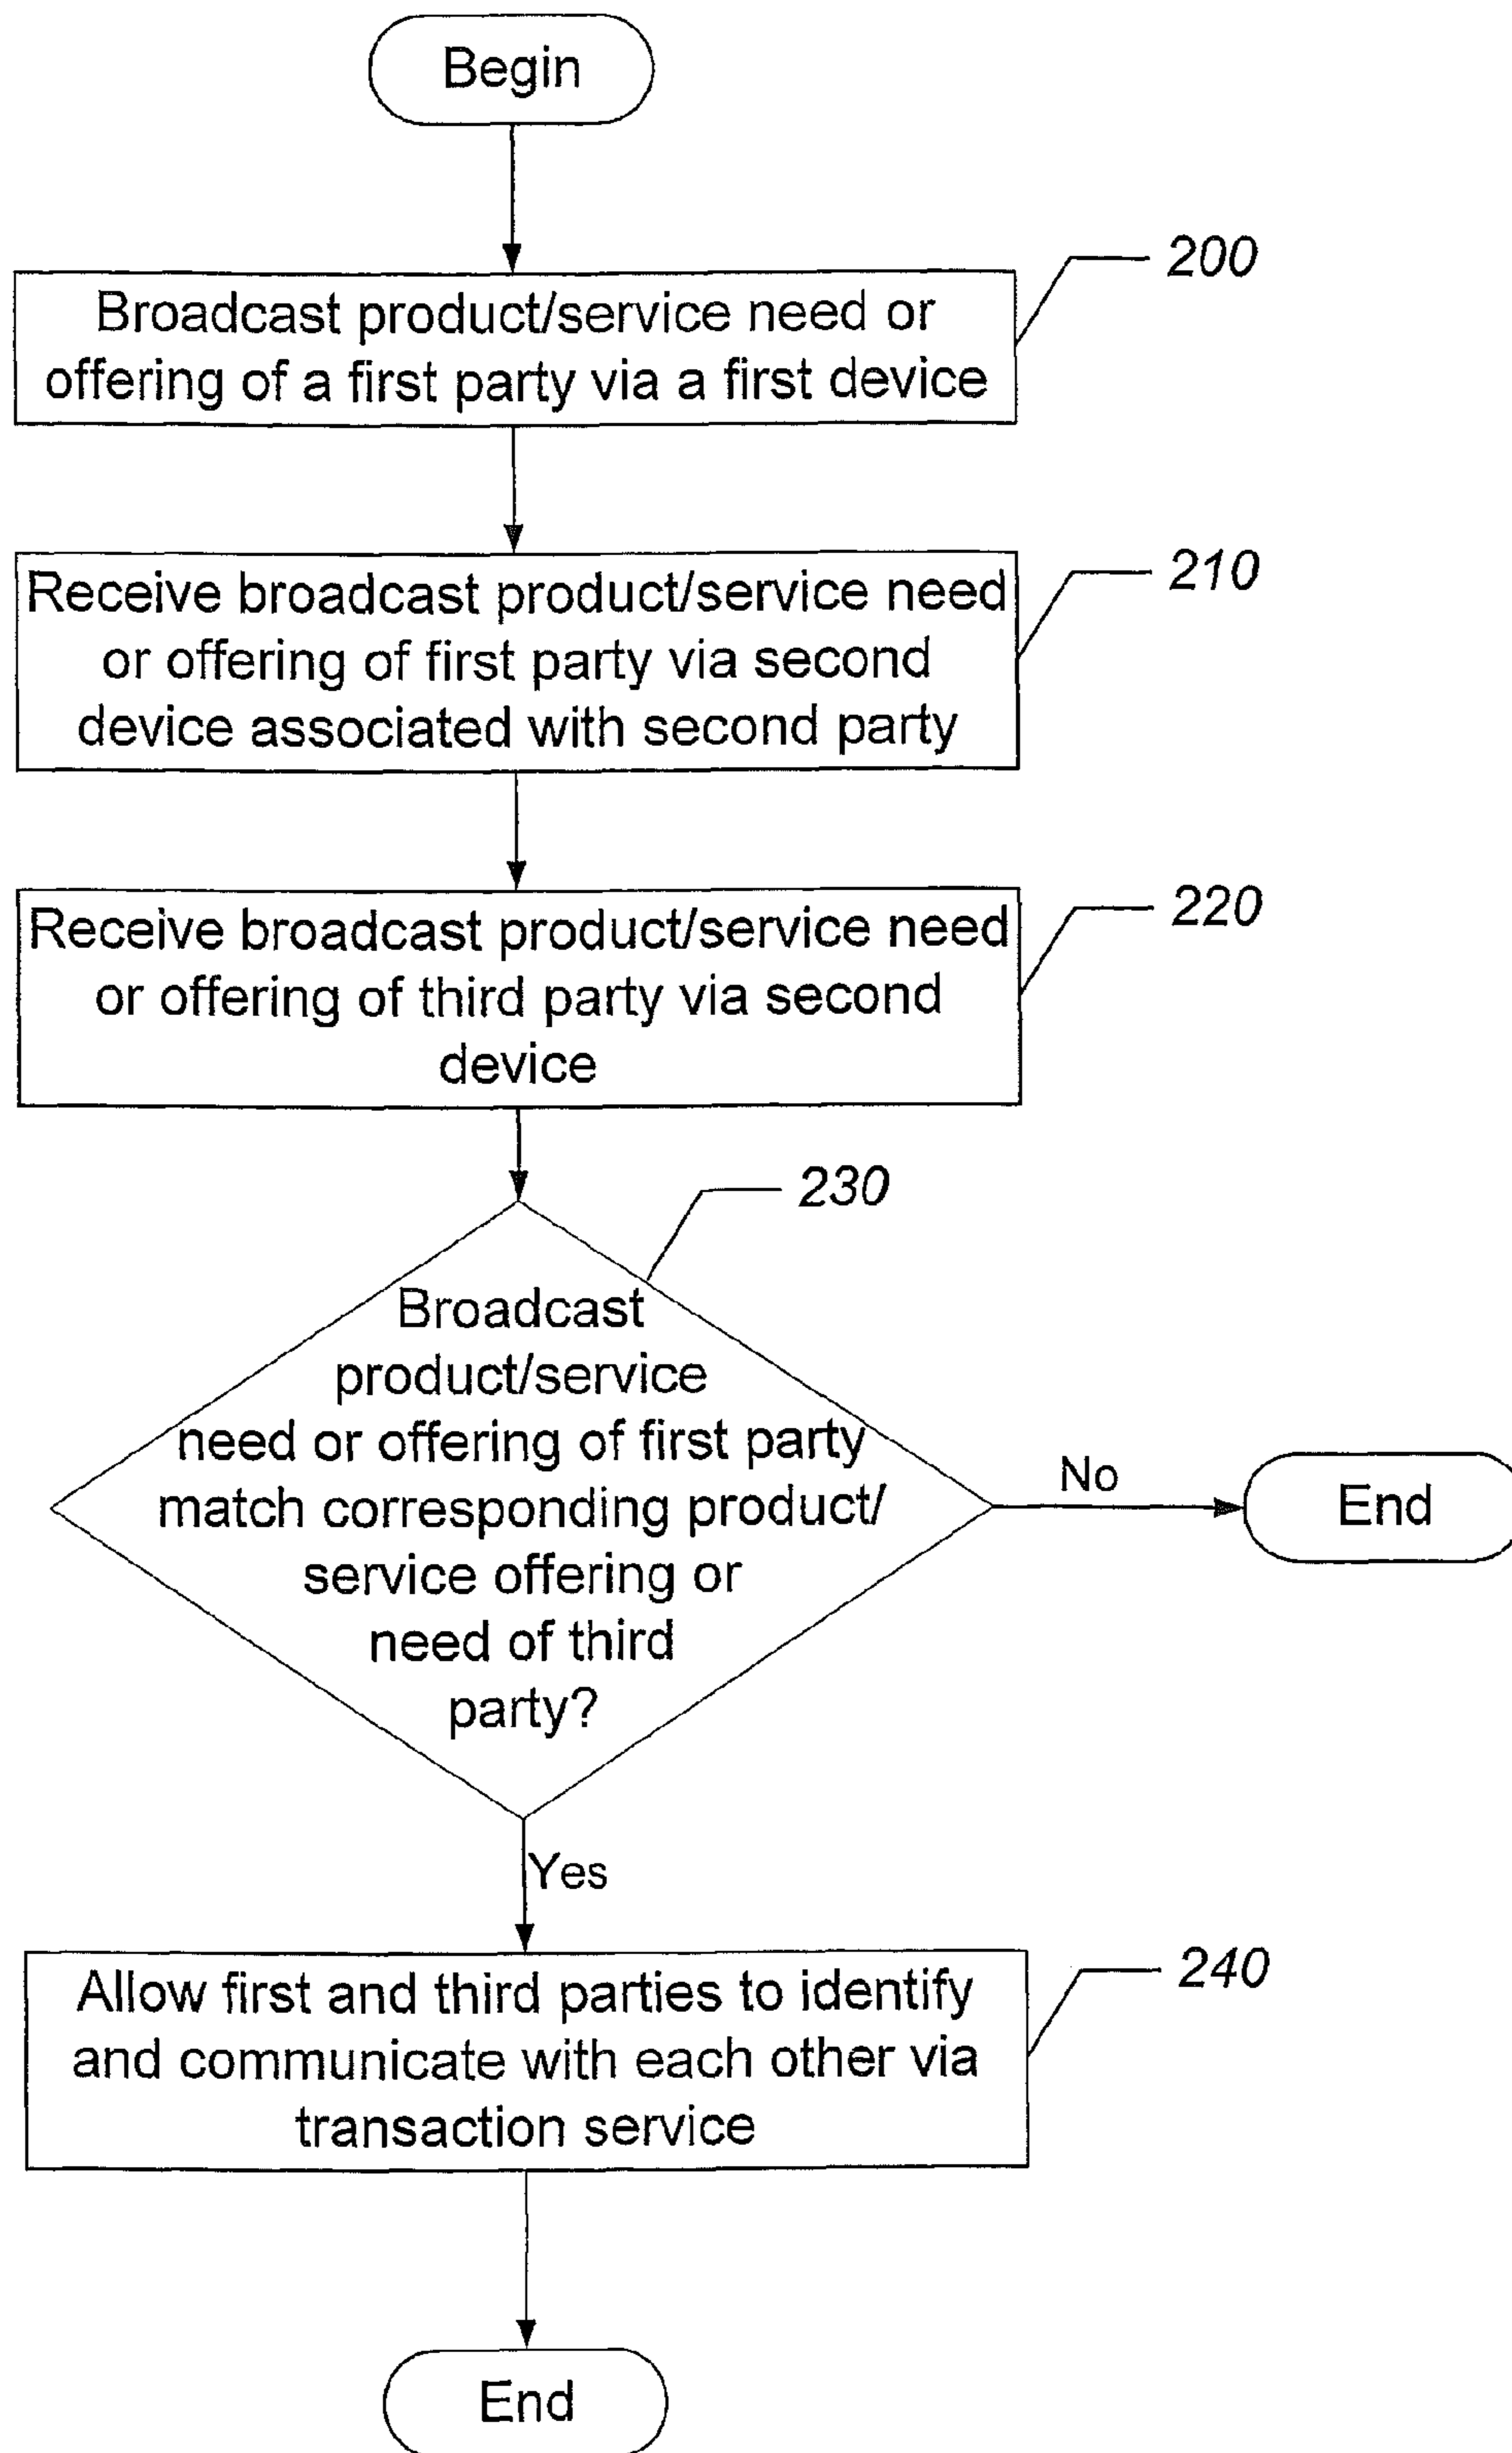 Begin
200
Broadcast product/service need or
offering of a first party via a first device
210
Receive broadcast product/service need
or offering of first party via second
device associated with second party
220
Receive broadcast product/service need
or offering of third party via second
device
230
Broadcast
product/service
need or offering of first party
match corresponding product/
service offering or
need of third
party?
No
End
Yes
240
Allow first and third parties to identify
and communicate with each other via
transaction service
End